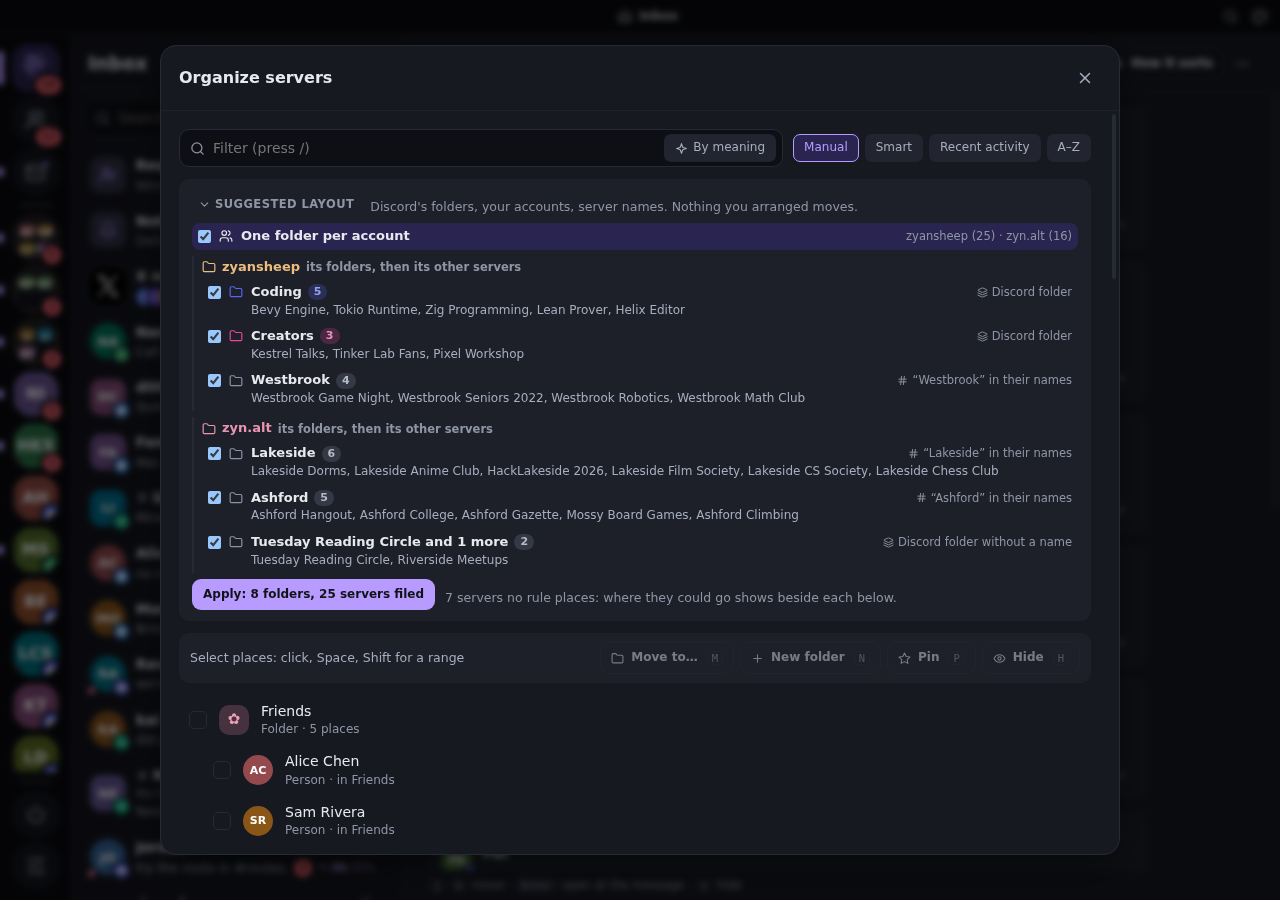 Inbox
Inbox
How it sorts
Organize servers
Filter (press /)
By meaning
Manual
Smart
Recent activity
A–Z
SUGGESTED LAYOUT Discord's folders, your accounts, server names. Nothing you arranged moves.
One folder per account zyansheep (25) · zyn.alt (16)
zyansheep its folders, then its other servers
Coding 5 Discord folder
Bevy Engine, Tokio Runtime, Zig Programming, Lean Prover, Helix Editor
Creators 3 Discord folder
Kestrel Talks, Tinker Lab Fans, Pixel Workshop
Westbrook 4 # “Westbrook” in their names
Westbrook Game Night, Westbrook Seniors 2022, Westbrook Robotics, Westbrook Math Club
zyn.alt its folders, then its other servers
Lakeside 6 # “Lakeside” in their names
Lakeside Dorms, Lakeside Anime Club, HackLakeside 2026, Lakeside Film Society, Lakeside CS Society, Lakeside Chess Club
Ashford 5 # “Ashford” in their names
Ashford Hangout, Ashford College, Ashford Gazette, Mossy Board Games, Ashford Climbing
Tuesday Reading Circle and 1 more 2 Discord folder without a name
Tuesday Reading Circle, Riverside Meetups
Apply: 8 folders, 25 servers filed 7 servers no rule places: where they could go shows beside each below.
Select places: click, Space, Shift for a range Move to… M New folder N Pin P Hide H
Friends
Folder · 5 places
AC Alice Chen
Person · in Friends
SR Sam Rivera
Person · in Friends